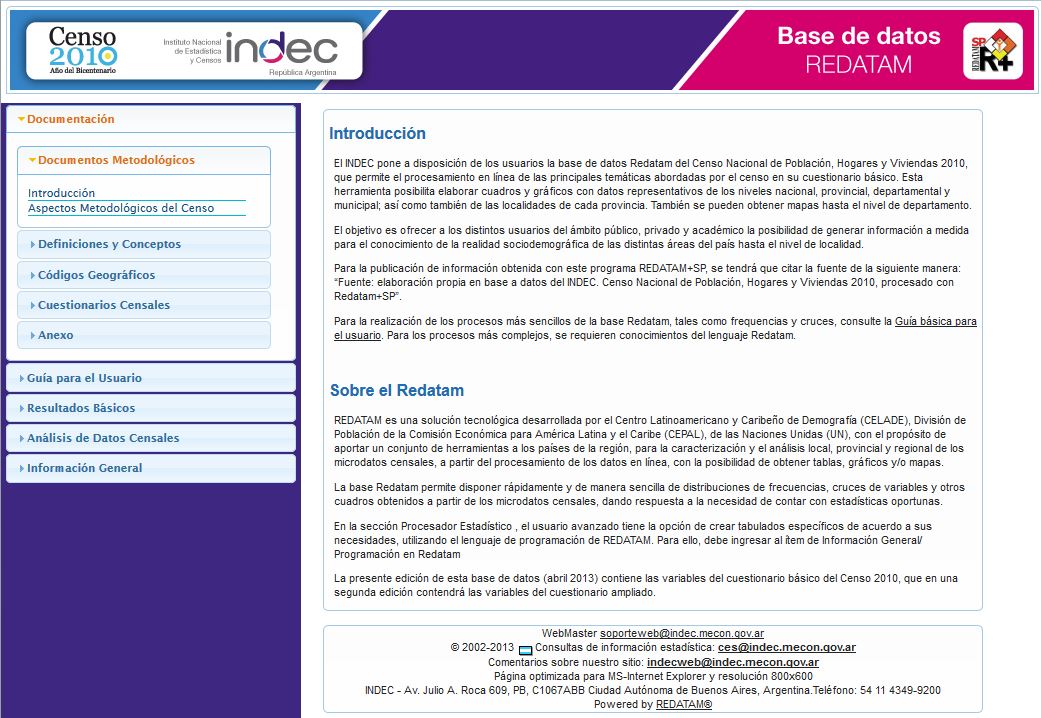 Censo
2010
Año del Bicentenario
Instituto Nacional
de Estadística
y Censos
indec
República Argentina
Base de datos
REDATAM
REDATAM
SP
R+
Documentación
Documentos Metodológicos
Introducción
Aspectos Metodológicos del Censo
Definiciones y Conceptos
Códigos Geográficos
Cuestionarios Censales
Anexo
Guía para el Usuario
Resultados Básicos
Análisis de Datos Censales
Información General
Introducción
El INDEC pone a disposición de los usuarios la base de datos Redatam del Censo Nacional de Población, Hogares y Viviendas 2010,
que permite el procesamiento en línea de las principales temáticas abordadas por el censo en su cuestionario básico. Esta
herramienta posibilita elaborar cuadros y gráficos con datos representativos de los niveles nacional, provincial, departamental y
municipal; así como también de las localidades de cada provincia. También se pueden obtener mapas hasta el nivel de departamento.
El objetivo es ofrecer a los distintos usuarios del ámbito público, privado y académico la posibilidad de generar información a medida
para el conocimiento de la realidad sociodemográfica de las distintas áreas del país hasta el nivel de localidad.
Para la publicación de información obtenida con este programa REDATAM+SP, se tendrá que citar la fuente de la siguiente manera:
“Fuente: elaboración propia en base a datos del INDEC. Censo Nacional de Población, Hogares y Viviendas 2010, procesado con
Redatam+SP”.
Para la realización de los procesos más sencillos de la base Redatam, tales como frequencias y cruces, consulte la Guía básica para
el usuario. Para los procesos más complejos, se requieren conocimientos del lenguaje Redatam.
Sobre el Redatam
REDATAM es una solución tecnológica desarrollada por el Centro Latinoamericano y Caribeño de Demografía (CELADE), División de
Población de la Comisión Económica para América Latina y el Caribe (CEPAL), de las Naciones Unidas (UN), con el propósito de
aportar un conjunto de herramientas a los países de la región, para la caracterización y el análisis local, provincial y regional de los
microdatos censales, a partir del procesamiento de los datos en línea, con la posibilidad de obtener tablas, gráficos y/o mapas.
La base Redatam permite disponer rápidamente y de manera sencilla de distribuciones de frecuencias, cruces de variables y otros
cuadros obtenidos a partir de los microdatos censales, dando respuesta a la necesidad de contar con estadísticas oportunas.
En la sección Procesador Estadístico , el usuario avanzado tiene la opción de crear tabulados específicos de acuerdo a sus
necesidades, utilizando el lenguaje de programación de REDATAM. Para ello, debe ingresar al ítem de Información General/
Programación en Redatam
La presente edición de esta base de datos (abril 2013) contiene las variables del cuestionario básico del Censo 2010, que en una
segunda edición contendrá las variables del cuestionario ampliado.
WebMaster soporteweb@indec.mecon.gov.ar
© 2002-2013 Consultas de información estadística: ces@indec.mecon.gov.ar
Comentarios sobre nuestro sitio: indecweb@indec.mecon.gov.ar
Página optimizada para MS-Internet Explorer y resolución 800x600
INDEC - Av. Julio A. Roca 609, PB, C1067ABB Ciudad Autónoma de Buenos Aires, Argentina.Teléfono: 54 11 4349-9200
Powered by REDATAM®